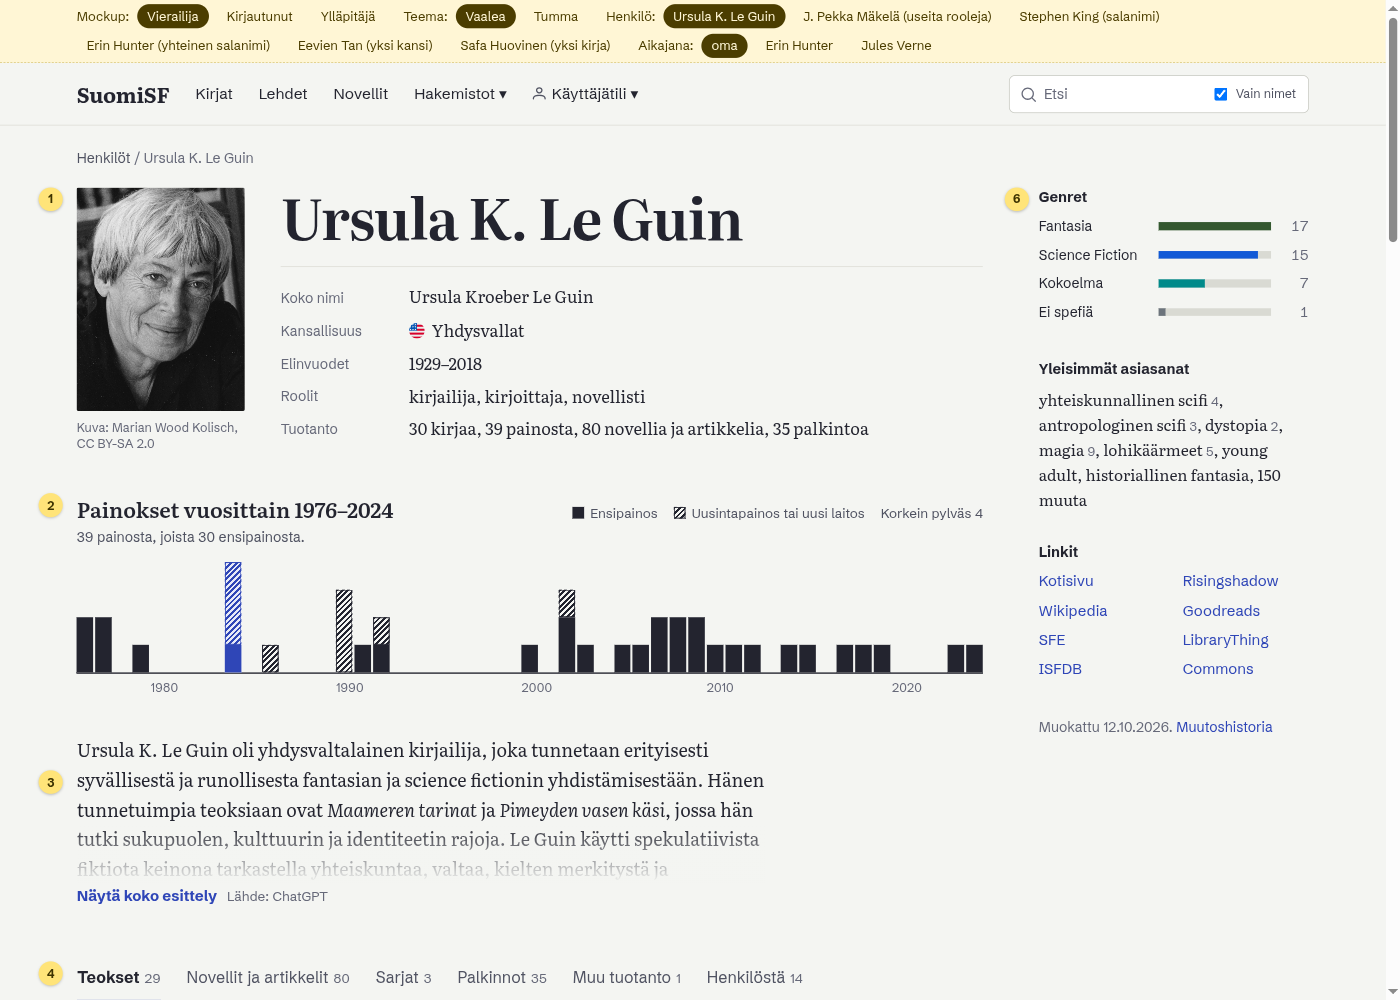 Mockup: Vierailija Kirjautunut Ylläpitäjä Teema: Vaalea Tumma Henkilö: Ursula K. Le Guin J. Pekka Mäkelä (useita rooleja) Stephen King (salanimi)
Erin Hunter (yhteinen salanimi) Eevien Tan (yksi kansi) Safa Huovinen (yksi kirja) Aikajana: oma Erin Hunter Jules Verne
SuomiSF Kirjat Lehdet Novellit Hakemistot ▾ Käyttäjätili ▾ Etsi Vain nimet
Henkilöt / Ursula K. Le Guin
1
Ursula K. Le Guin
Koko nimi Ursula Kroeber Le Guin
Kansallisuus Yhdysvallat
Elinvuodet 1929–2018
Roolit kirjailija, kirjoittaja, novellisti
Tuotanto 30 kirjaa, 39 painosta, 80 novellia ja artikkelia, 35 palkintoa
Kuva: Marian Wood Kolisch,
CC BY-SA 2.0
2
Painokset vuosittain 1976–2024
Ensipainos Uusintapainos tai uusi laitos Korkein pylväs 4
39 painosta, joista 30 ensipainosta.
1980 1990 2000 2010 2020
3
Ursula K. Le Guin oli yhdysvaltalainen kirjailija, joka tunnetaan erityisesti
syvällisestä ja runollisesta fantasian ja science fictionin yhdistämisestään. Hänen
tunnetuimpia teoksiaan ovat Maameren tarinat ja Pimeyden vasen käsi, jossa hän
tutki sukupuolen, kulttuurin ja identiteetin rajoja. Le Guin käytti spekulatiivista
fiktiota keinona tarkastella yhteiskuntaa, valtaa, kielten merkitystä ja
Näytä koko esittely Lähde: ChatGPT
4
Teokset 29 Novellit ja artikkelit 80 Sarjat 3 Palkinnot 35 Muu tuotanto 1 Henkilöstä 14
6
Genret
Fantasia 17
Science Fiction 15
Kokoelma 7
Ei spefiä 1
Yleisimmät asiasanat
yhteiskunnallinen scifi 4,
antropologinen scifi 3, dystopia 2,
magia 9, lohikäärmeet 5, young
adult, historiallinen fantasia, 150
muuta
Linkit
Kotisivu Risingshadow
Wikipedia Goodreads
SFE LibraryThing
ISFDB Commons
Muokattu 12.10.2026. Muutoshistoria